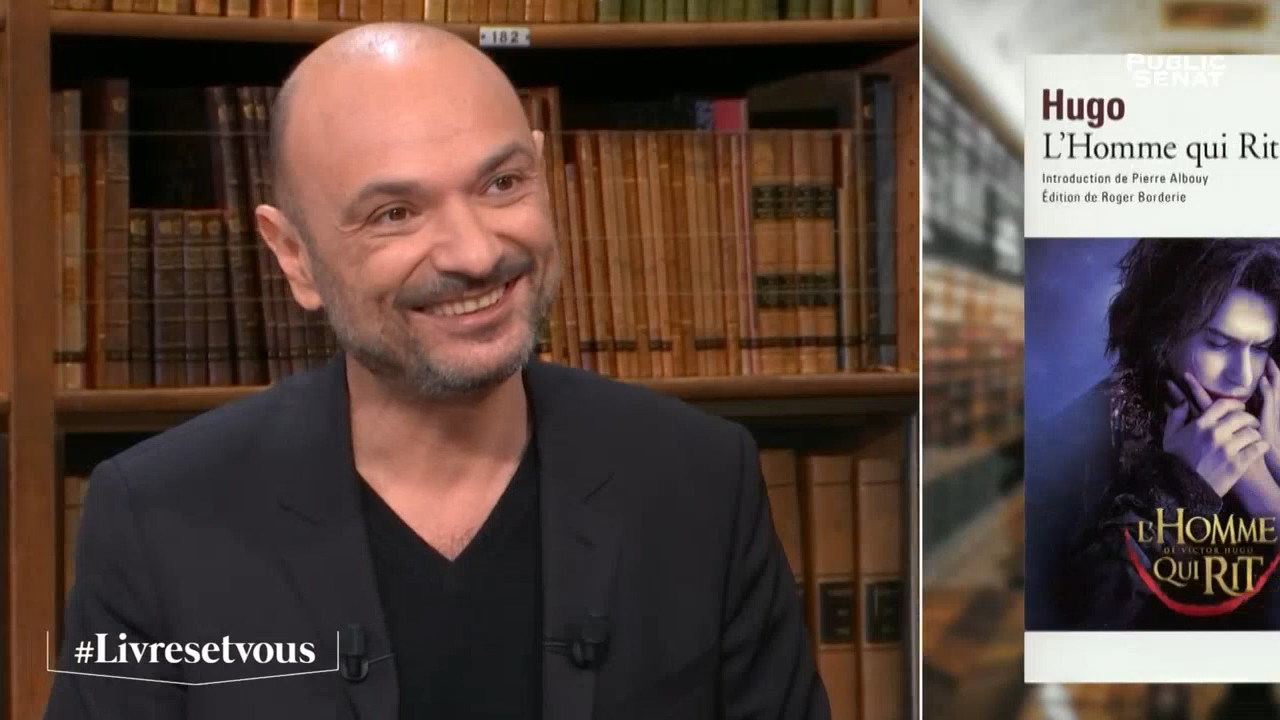 182
PUBLIC
SENAT
Hugo
L'Homme qui Rit
Introduction de Pierre Albouy
Édition de Roger Borderie
L'HOMME
DE VICTOR HUGO
QUI RIT
#Livresetvous